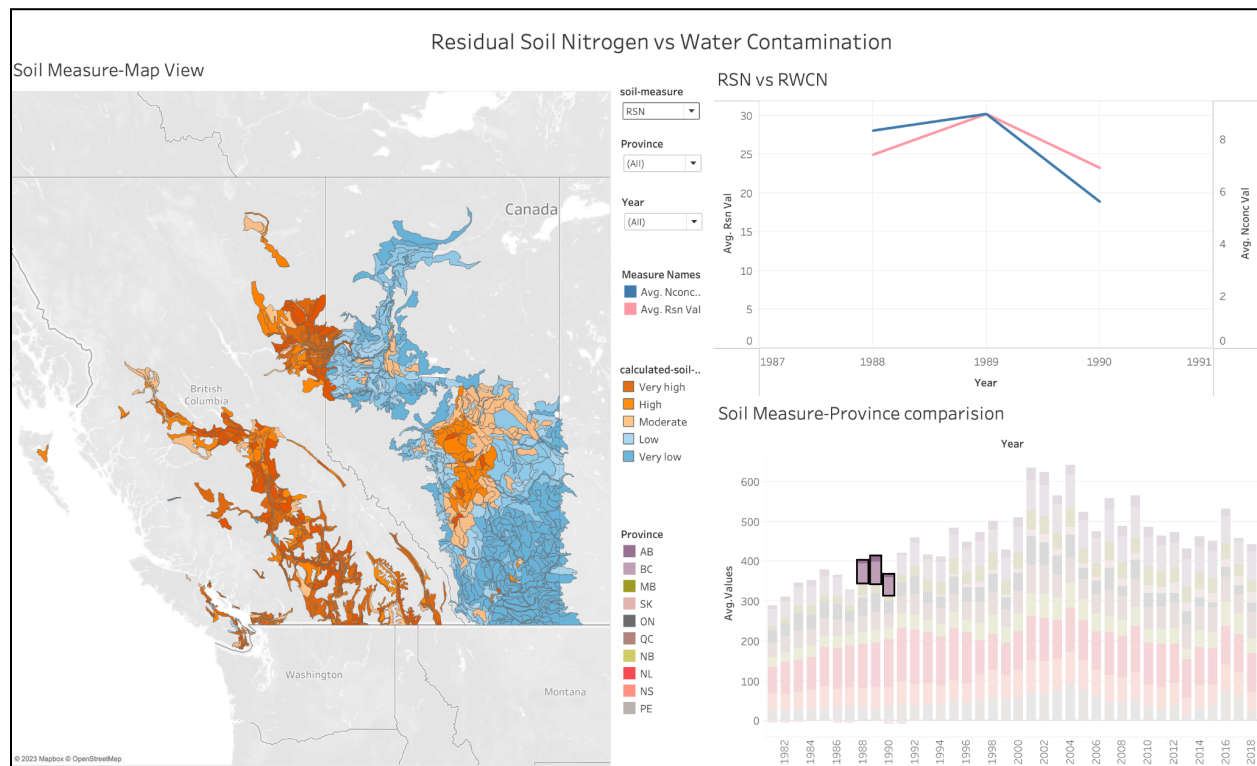 Residual Soil Nitrogen vs Water Contamination
Soil Measure-Map View
Canada
British
Columbia
Washington
Montana
© 2023 Mapbox © OpenStreetMap
soil-measure
RSN
Province
(All)
Year
(All)
Measure Names
Avg. Nconc..
Avg. Rsn Val
calculated-soil-..
Very high
High
Moderate
Low
Very low
Province
AB
BC
MB
SK
ON
QC
NB
NL
NS
PE
RSN vs RWCN
30
25
20
15
10
5
0
Avg. Rsn Val
8
6
4
2
0
Avg. Nconc Val
1987
1988
1989
1990
1991
Year
Soil Measure-Province comparision
Year
600
500
400
300
200
100
0
Avg.Values
1982
1984
1986
1988
1990
1992
1994
1996
1998
2000
2002
2004
2006
2008
2010
2012
2014
2016
2018